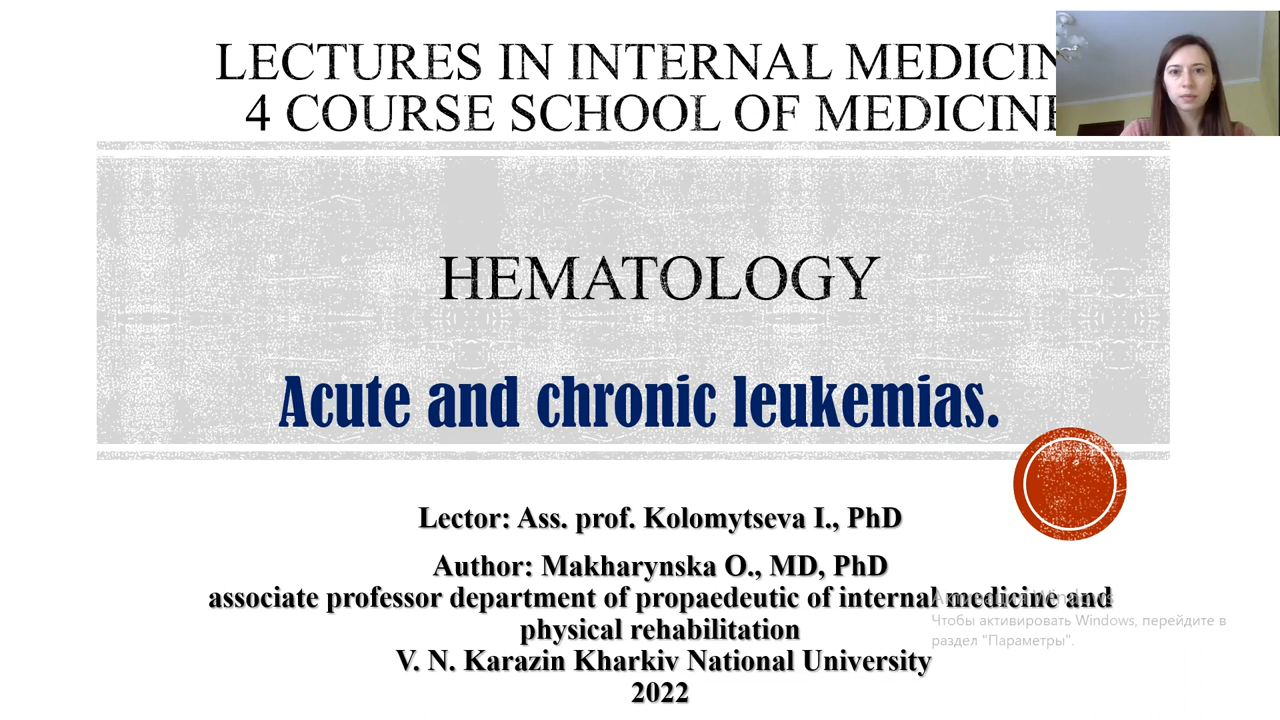 LECTURES IN INTERNAL MEDICIN
4 COURSE SCHOOL OF MEDICINE
HEMATOLOGY
Acute and chronic leukemias.
Lector: Ass. prof. Kolomytseva I., PhD
Author: Makharynska O., MD, PhD
associate professor department of propaedeutic of internal medicine and
physical rehabilitation
V. N. Karazin Kharkiv National University
2022
Чтобы активировать Windows, перейдите в
раздел "Параметры".